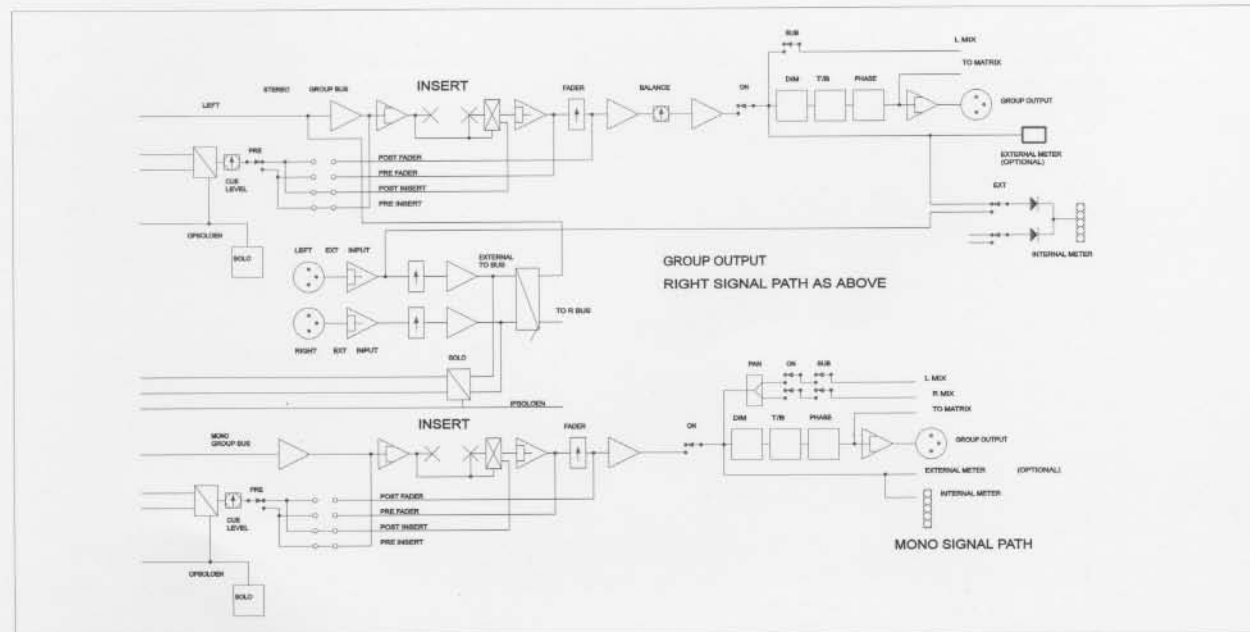 SUB
L MIX
TO MATRIX
INSERT
FADER
BALANCE
ON
DIM
T/B
PHASE
STEREO GROUP BUS
LEFT
GROUP OUTPUT
PRE
POST FADER
EXTERNAL METER
(OPTIONAL)
CUE
LEVEL
PRE FADER
POST INSERT
PRE INSERT
EXT
OPSOLOEN
SOLO
LEFT EXT INPUT
EXTERNAL
TO BUS
INTERNAL METER
GROUP OUTPUT
RIGHT SIGNAL PATH AS ABOVE
TO R BUS
RIGHT EXT INPUT
SOLO
PAN
ON
SUB
L MIX
R MIX
IPSOLOEN
TO MATRIX
INSERT
FADER
ON
DIM
T/B
PHASE
MONO
GROUP BUS
GROUP OUTPUT
EXTERNAL METER (OPTIONAL)
PRE
POST FADER
INTERNAL METER
CUE
LEVEL
PRE FADER
POST INSERT
PRE INSERT
MONO SIGNAL PATH
OPSOLOEN
SOLO